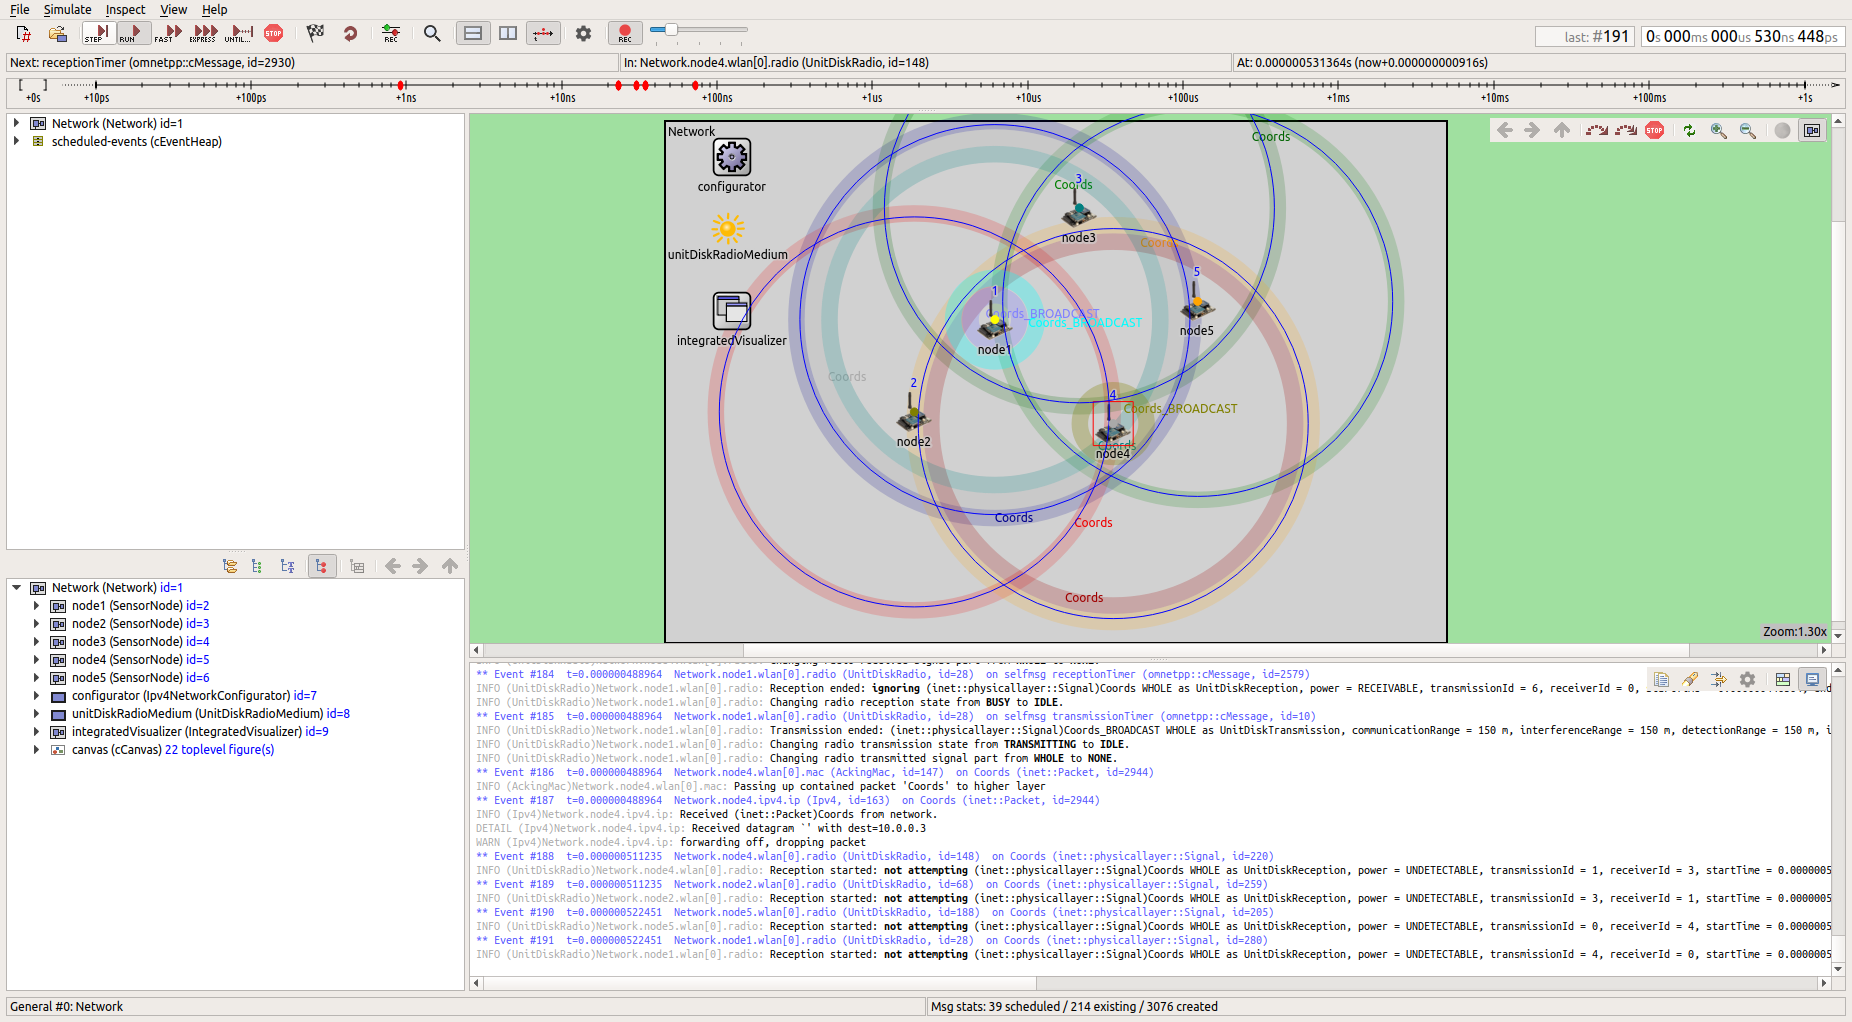 File Simulate Inspect View Help
STEP RUN FAST EXPRESS UNTIL... STOP REC REC
last: #191 0s 000ms 000us 530ns 448ps
Next: receptionTimer (omnetpp::cMessage, id=2930) In: Network.node4.wlan[0].radio (UnitDiskRadio, id=148) At: 0.000000531364s (now+0.000000000916s)
[ ]
+0s +10ps +100ps +1ns +10ns +100ns +1us +10us +100us +1ms +10ms +100ms +1s
Network (Network) id=1
scheduled-events (cEventHeap)
Network (Network) id=1
node1 (SensorNode) id=2
node2 (SensorNode) id=3
node3 (SensorNode) id=4
node4 (SensorNode) id=5
node5 (SensorNode) id=6
configurator (Ipv4NetworkConfigurator) id=7
unitDiskRadioMedium (UnitDiskRadioMedium) id=8
integratedVisualizer (IntegratedVisualizer) id=9
canvas (cCanvas) 22 toplevel figure(s)
Network
configurator
unitDiskRadioMedium
integratedVisualizer
STOP
Coords
3
Coords
node3
Coords
5
node5
1
Coords_BROADCAST
Coords_BROADCAST
node1
Coords
2
node2
4
Coords_BROADCAST
Coords
node4
Coords
Coords
Coords
Zoom:1.30x
** Event #184 t=0.000000488964 Network.node1.wlan[0].radio (UnitDiskRadio, id=28) on selfmsg receptionTimer (omnetpp::cMessage, id=2579)
INFO (UnitDiskRadio)Network.node1.wlan[0].radio: Reception ended: ignoring (inet::physicallayer::Signal)Coords WHOLE as UnitDiskReception, power = RECEIVABLE, transmissionId = 6, receiverId = 0,
INFO (UnitDiskRadio)Network.node1.wlan[0].radio: Changing radio reception state from BUSY to IDLE.
** Event #185 t=0.000000488964 Network.node1.wlan[0].radio (UnitDiskRadio, id=28) on selfmsg transmissionTimer (omnetpp::cMessage, id=10)
INFO (UnitDiskRadio)Network.node1.wlan[0].radio: Transmission ended: (inet::physicallayer::Signal)Coords_BROADCAST WHOLE as UnitDiskTransmission, communicationRange = 150 m, interferenceRange = 150 m, detectionRange = 150 m, i
INFO (UnitDiskRadio)Network.node1.wlan[0].radio: Changing radio transmission state from TRANSMITTING to IDLE.
INFO (UnitDiskRadio)Network.node1.wlan[0].radio: Changing radio transmitted signal part from WHOLE to NONE.
** Event #186 t=0.000000488964 Network.node4.wlan[0].mac (AckingMac, id=147) on Coords (inet::Packet, id=2944)
INFO (AckingMac)Network.node4.wlan[0].mac: Passing up contained packet 'Coords' to higher layer
** Event #187 t=0.000000488964 Network.node4.ipv4.ip (Ipv4, id=163) on Coords (inet::Packet, id=2944)
INFO (Ipv4)Network.node4.ipv4.ip: Received (inet::Packet)Coords from network.
DETAIL (Ipv4)Network.node4.ipv4.ip: Received datagram `' with dest=10.0.0.3
WARN (Ipv4)Network.node4.ipv4.ip: forwarding off, dropping packet
** Event #188 t=0.000000511235 Network.node4.wlan[0].radio (UnitDiskRadio, id=148) on Coords (inet::physicallayer::Signal, id=220)
INFO (UnitDiskRadio)Network.node4.wlan[0].radio: Reception started: not attempting (inet::physicallayer::Signal)Coords WHOLE as UnitDiskReception, power = UNDETECTABLE, transmissionId = 1, receiverId = 3, startTime = 0.0000005
** Event #189 t=0.000000511235 Network.node2.wlan[0].radio (UnitDiskRadio, id=68) on Coords (inet::physicallayer::Signal, id=259)
INFO (UnitDiskRadio)Network.node2.wlan[0].radio: Reception started: not attempting (inet::physicallayer::Signal)Coords WHOLE as UnitDiskReception, power = UNDETECTABLE, transmissionId = 3, receiverId = 1, startTime = 0.0000005
** Event #190 t=0.000000522451 Network.node5.wlan[0].radio (UnitDiskRadio, id=188) on Coords (inet::physicallayer::Signal, id=205)
INFO (UnitDiskRadio)Network.node5.wlan[0].radio: Reception started: not attempting (inet::physicallayer::Signal)Coords WHOLE as UnitDiskReception, power = UNDETECTABLE, transmissionId = 0, receiverId = 4, startTime = 0.0000005
** Event #191 t=0.000000522451 Network.node1.wlan[0].radio (UnitDiskRadio, id=28) on Coords (inet::physicallayer::Signal, id=280)
INFO (UnitDiskRadio)Network.node1.wlan[0].radio: Reception started: not attempting (inet::physicallayer::Signal)Coords WHOLE as UnitDiskReception, power = UNDETECTABLE, transmissionId = 4, receiverId = 0, startTime = 0.0000005
General #0: Network Msg stats: 39 scheduled / 214 existing / 3076 created